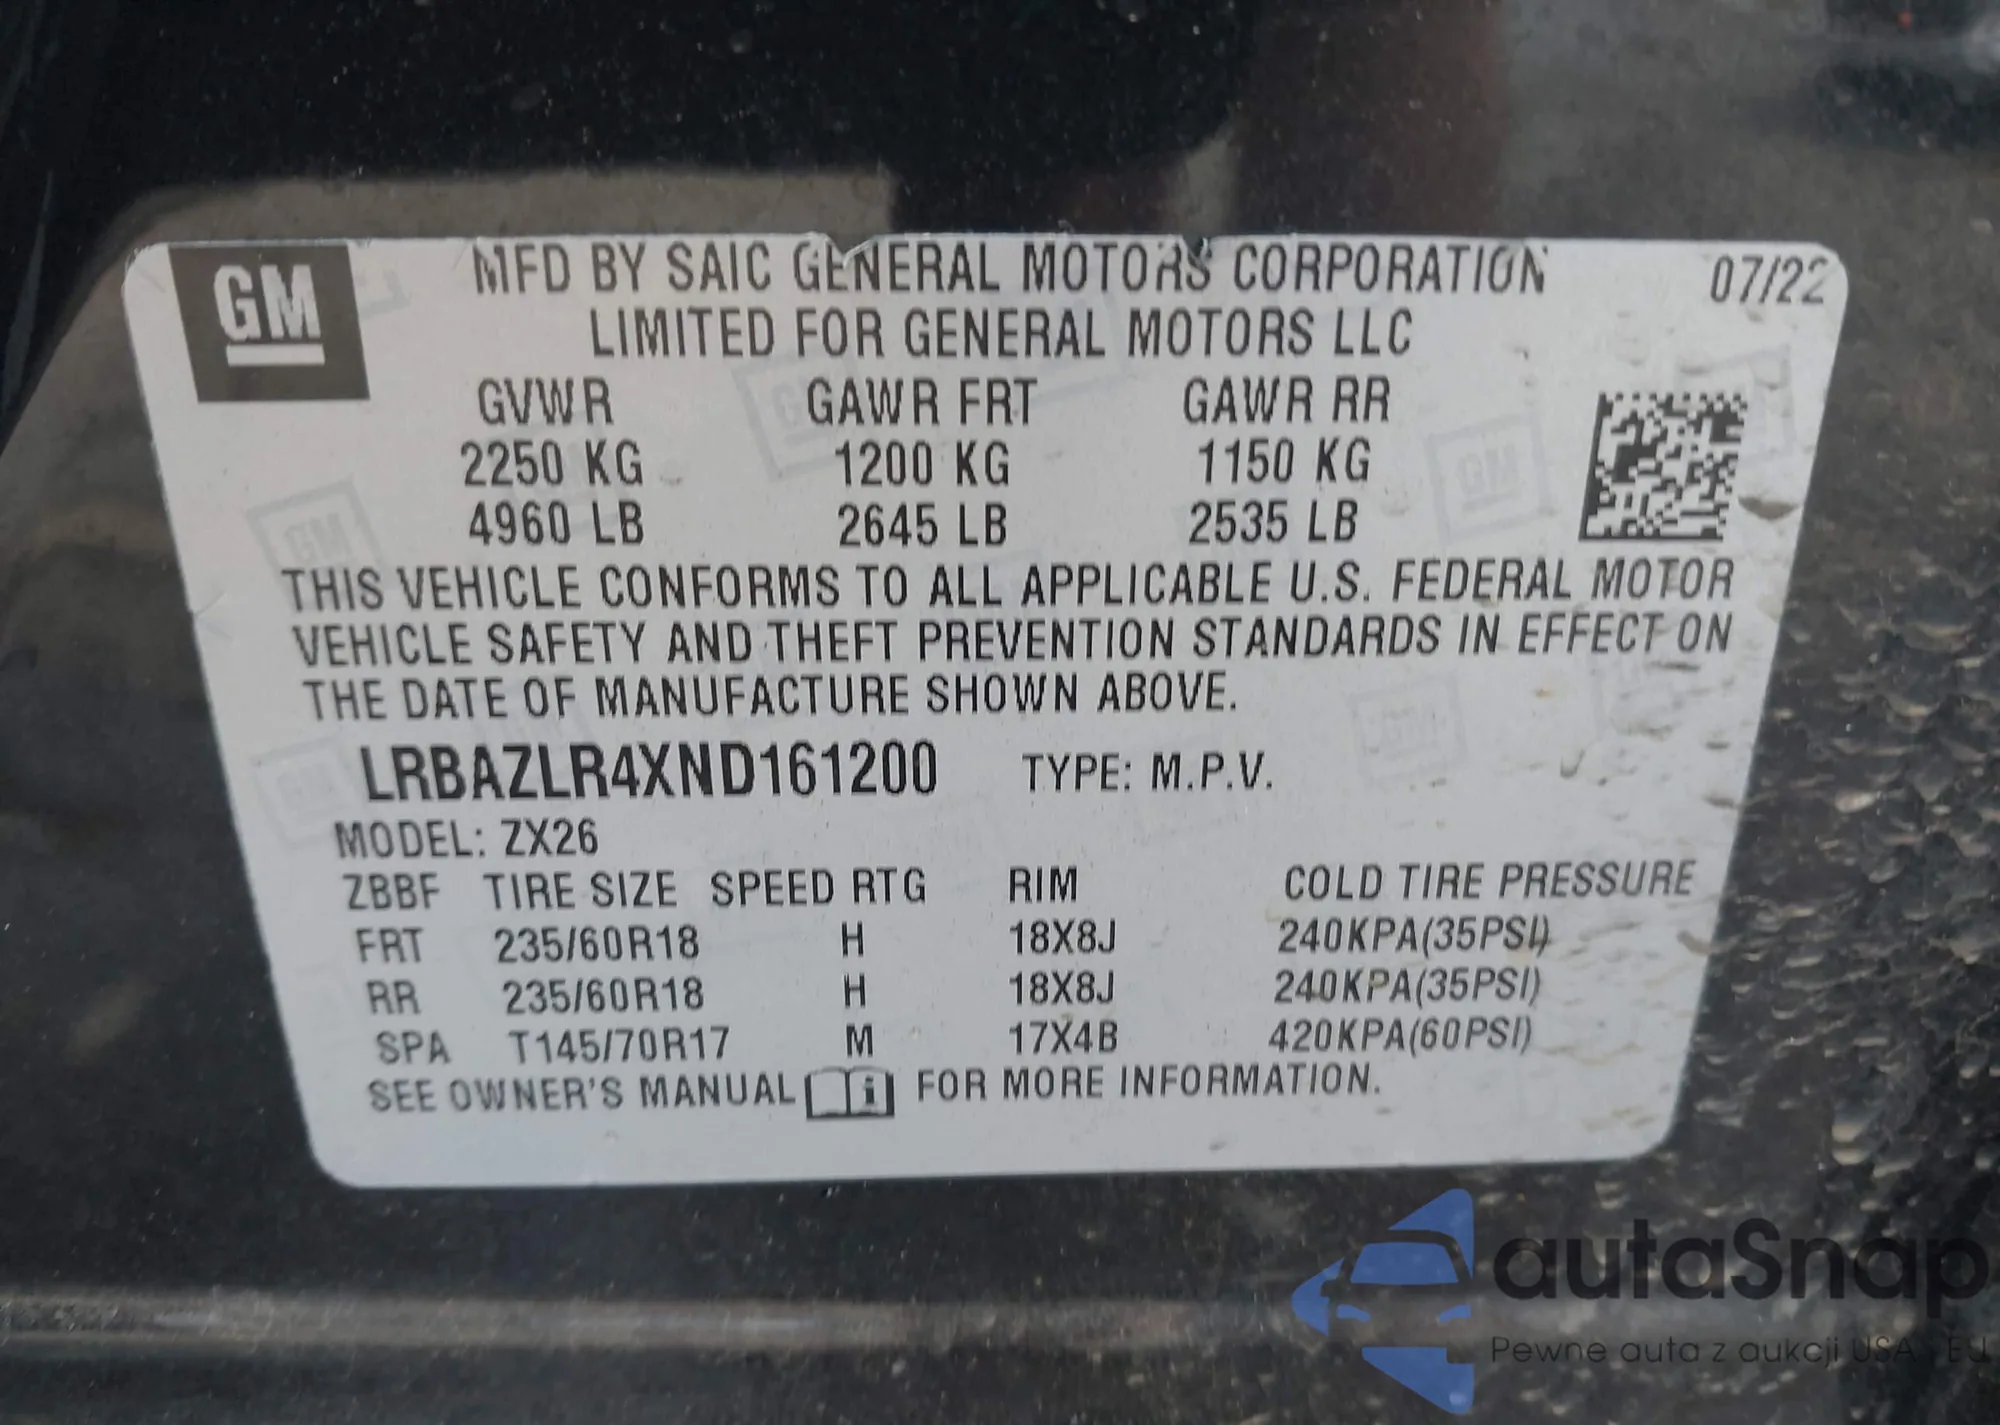 GM
MFD BY SAIC GENERAL MOTORS CORPORATION
07/22
LIMITED FOR GENERAL MOTORS LLC
GVWR GAWR FRT GAWR RR
2250 KG 1200 KG 1150 KG
4960 LB 2645 LB 2535 LB
THIS VEHICLE CONFORMS TO ALL APPLICABLE U.S. FEDERAL MOTOR
VEHICLE SAFETY AND THEFT PREVENTION STANDARDS IN EFFECT ON
THE DATE OF MANUFACTURE SHOWN ABOVE.
LRBAZLR4XND161200 TYPE: M.P.V.
MODEL: ZX26
ZBBF TIRE SIZE SPEED RTG RIM COLD TIRE PRESSURE
FRT 235/60R18 H 18X8J 240KPA(35PSI)
RR 235/60R18 H 18X8J 240KPA(35PSI)
SPA T145/70R17 M 17X4B 420KPA(60PSI)
SEE OWNER'S MANUAL i FOR MORE INFORMATION.
autaSnap
Pewne auta z aukcji USA i EU